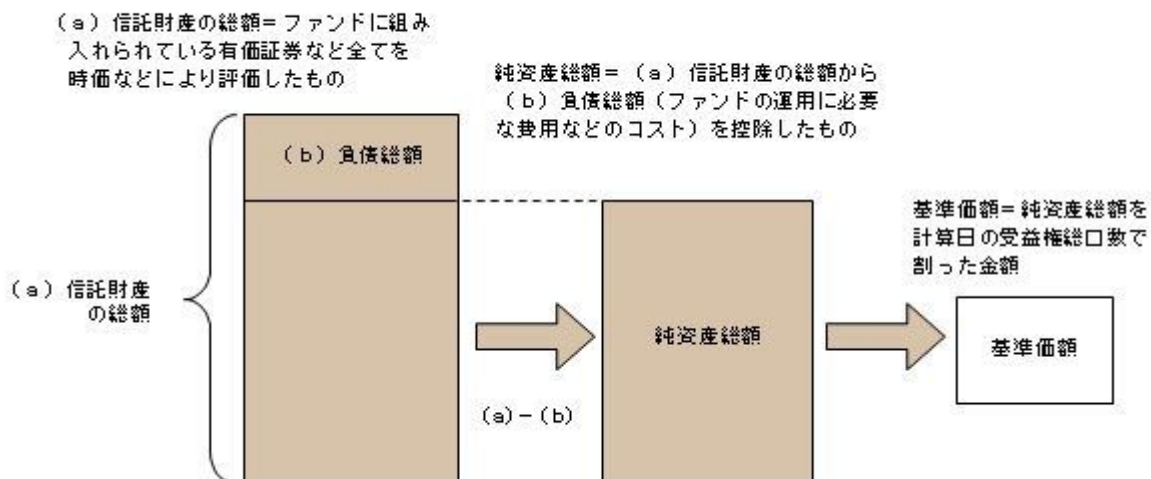 （a）信託財産の総額＝ファンドに組み
入れられている有価証券など全てを
時価などにより評価したもの
純資産総額＝（a）信託財産の総額から
（b）負債総額（ファンドの運用に必要
な費用などのコスト）を控除したもの
（b）負債総額
基準価額＝純資産総額を
計算日の受益権総口数で
割った金額
（a）信託財産
の総額
純資産総額
基準価額
(a)－(b)